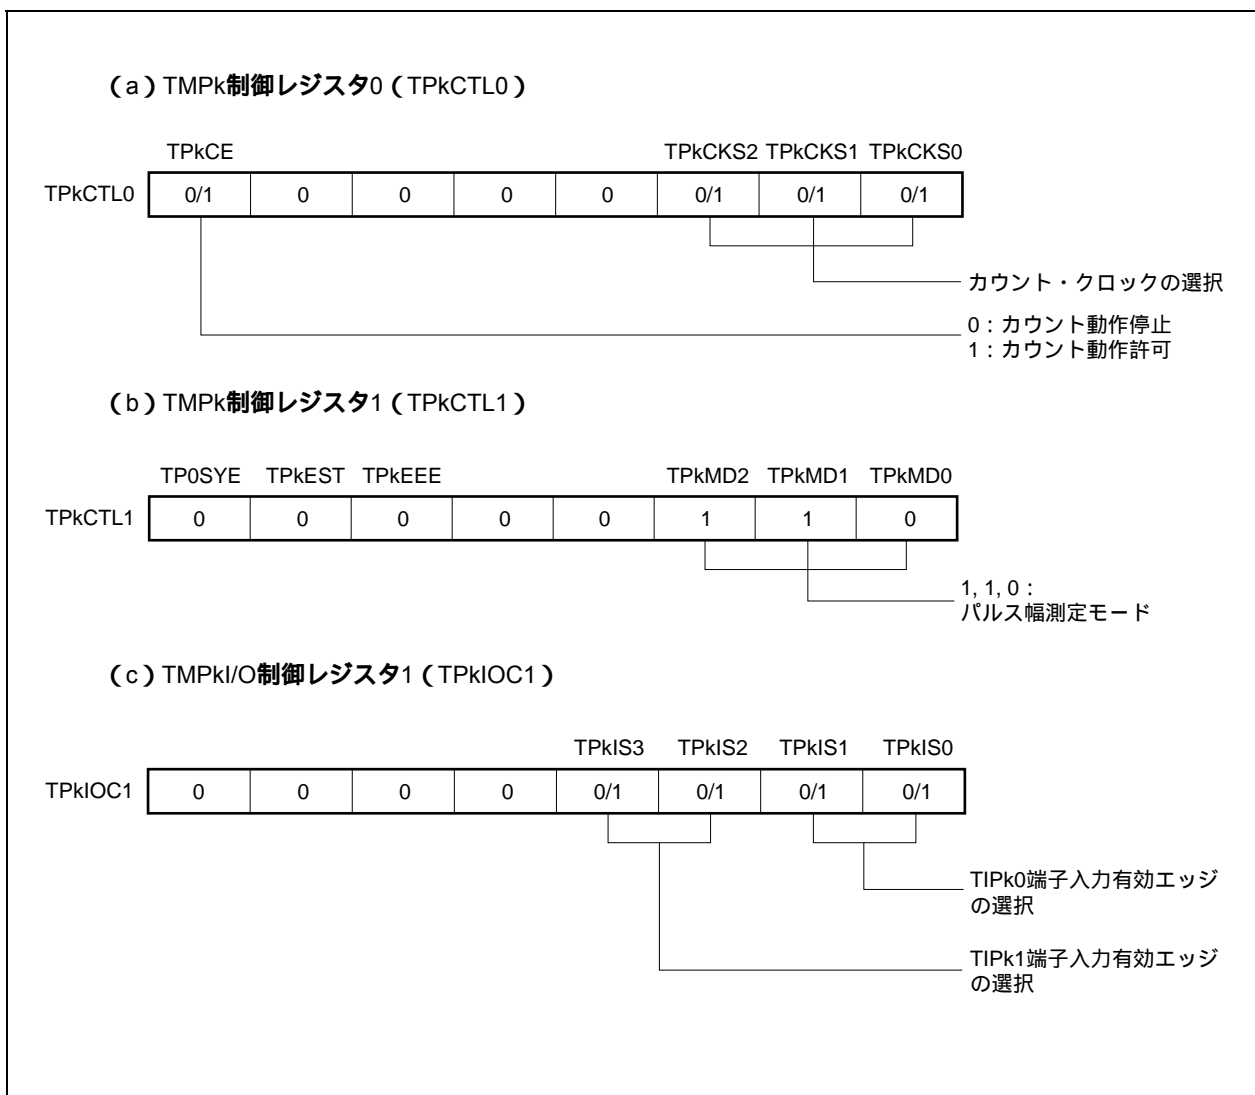 （a）TMPk制御レジスタ0（TPkCTL0）
TPkCE TPkCKS2 TPkCKS1 TPkCKS0
TPkCTL0 0/1 0 0 0 0 0/1 0/1 0/1
カウント・クロックの選択
0：カウント動作停止
1：カウント動作許可
（b）TMPk制御レジスタ1（TPkCTL1）
TP0SYE TPkEST TPkEEE TPkMD2 TPkMD1 TPkMD0
TPkCTL1 0 0 0 0 0 1 1 0
1, 1, 0：
パルス幅測定モード
（c）TMPkI/O制御レジスタ1（TPkIOC1）
TPkIS3 TPkIS2 TPkIS1 TPkIS0
TPkIOC1 0 0 0 0 0/1 0/1 0/1 0/1
TIPk0端子入力有効エッジ
の選択
TIPk1端子入力有効エッジ
の選択